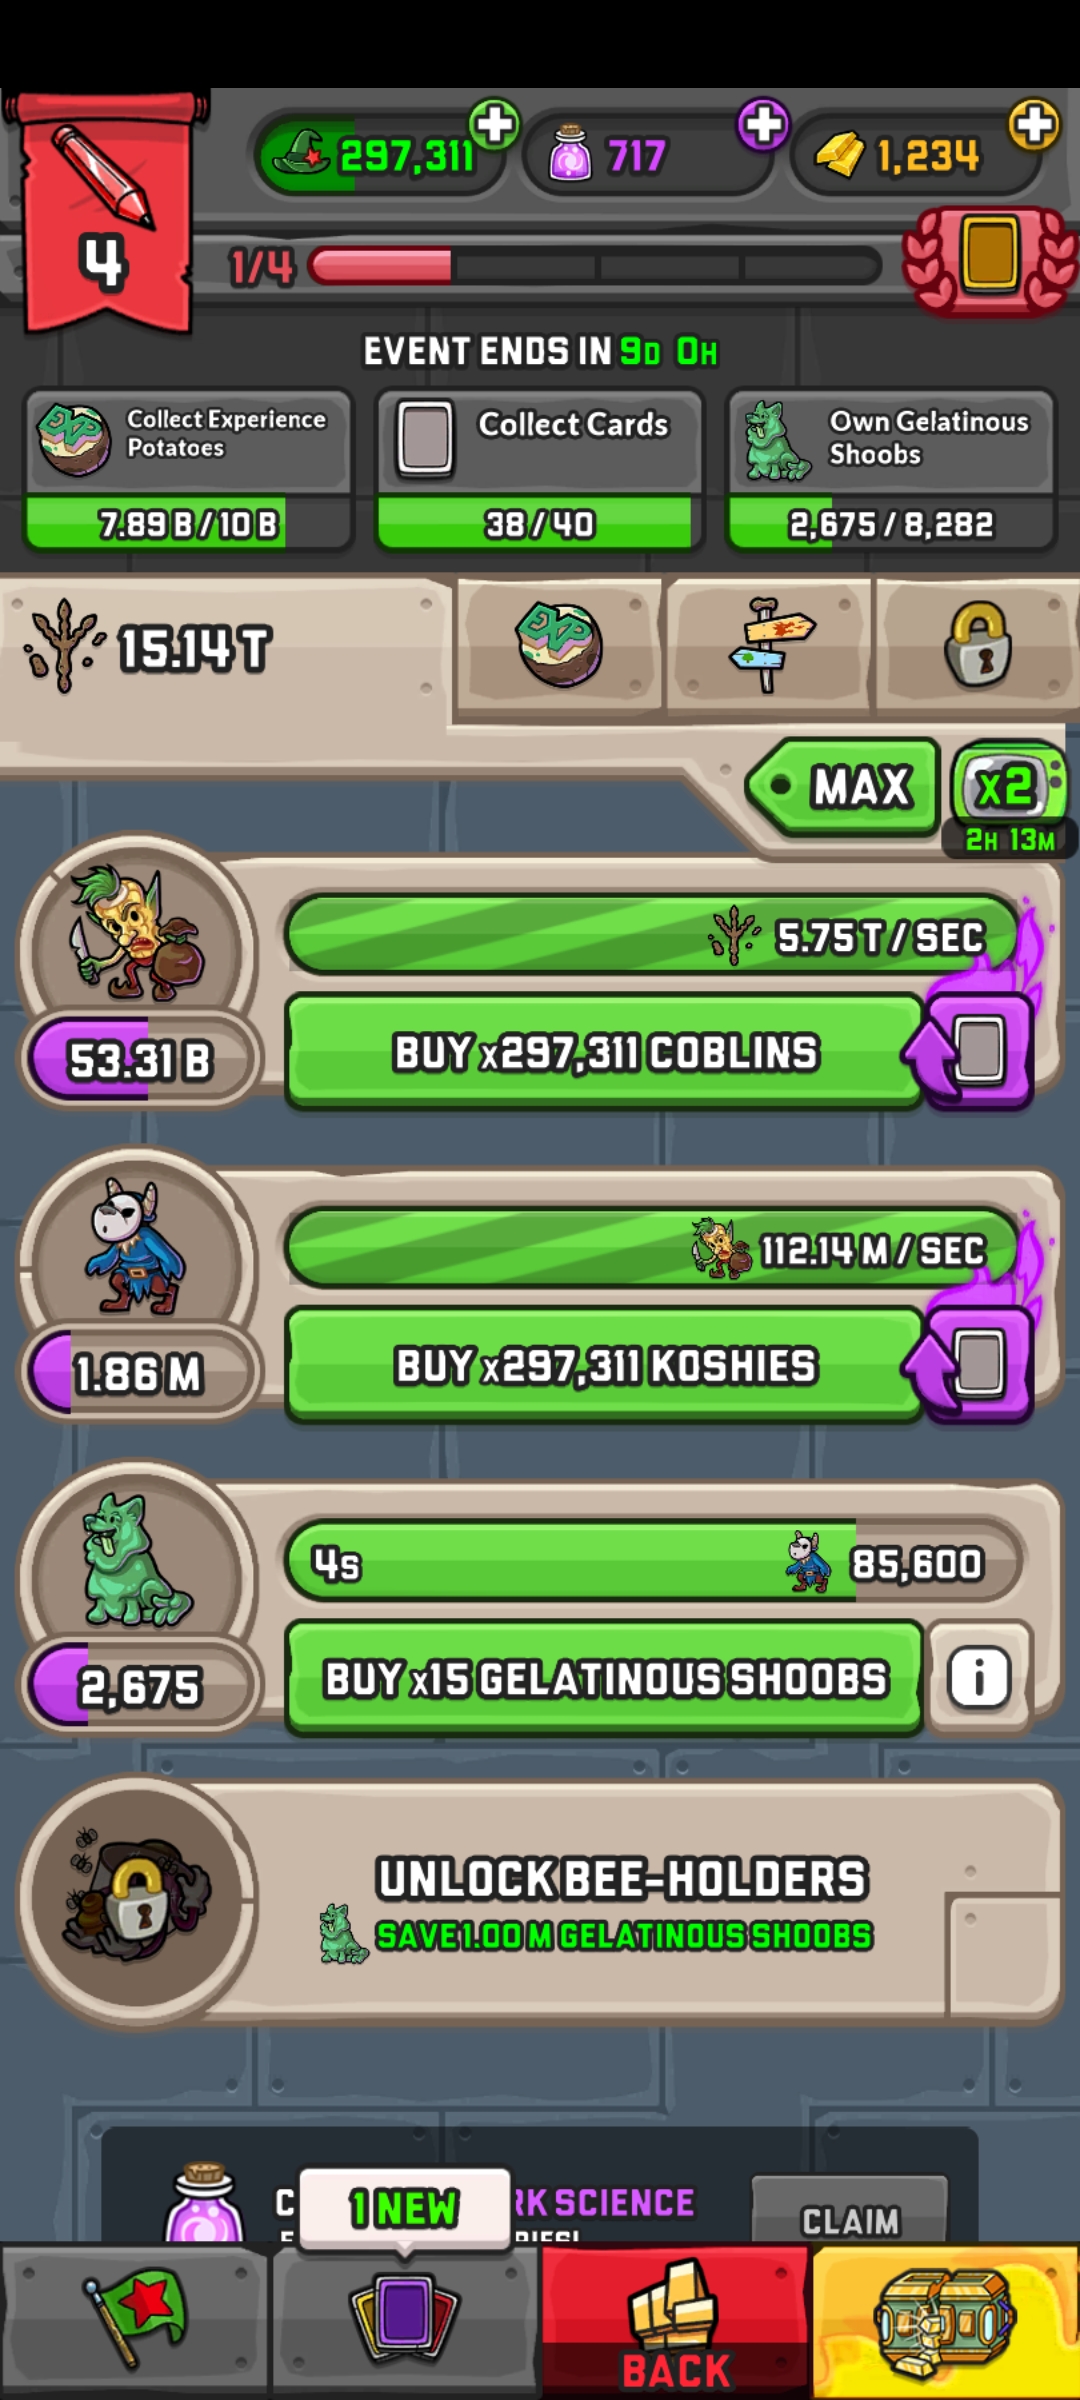 297,311
717
1,234
4
1/4
EVENT ENDS IN 9D 0H
Collect Experience
Potatoes
7.89 B / 10 B
Collect Cards
38 / 40
Own Gelatinous
Shoobs
2,675 / 8,282
15.14 T
EXP
MAX
x2
2H 13M
5.75 T / SEC
53.31 B
BUY x297,311 COBLINS
112.14 M / SEC
1.86 M
BUY x297,311 KOSHIES
4s
85,600
2,675
BUY x15 GELATINOUS SHOOBS
i
UNLOCK BEE-HOLDERS
SAVE 1.00 M GELATINOUS SHOOBS
SCIENCE
CLAIM
1 NEW
BACK